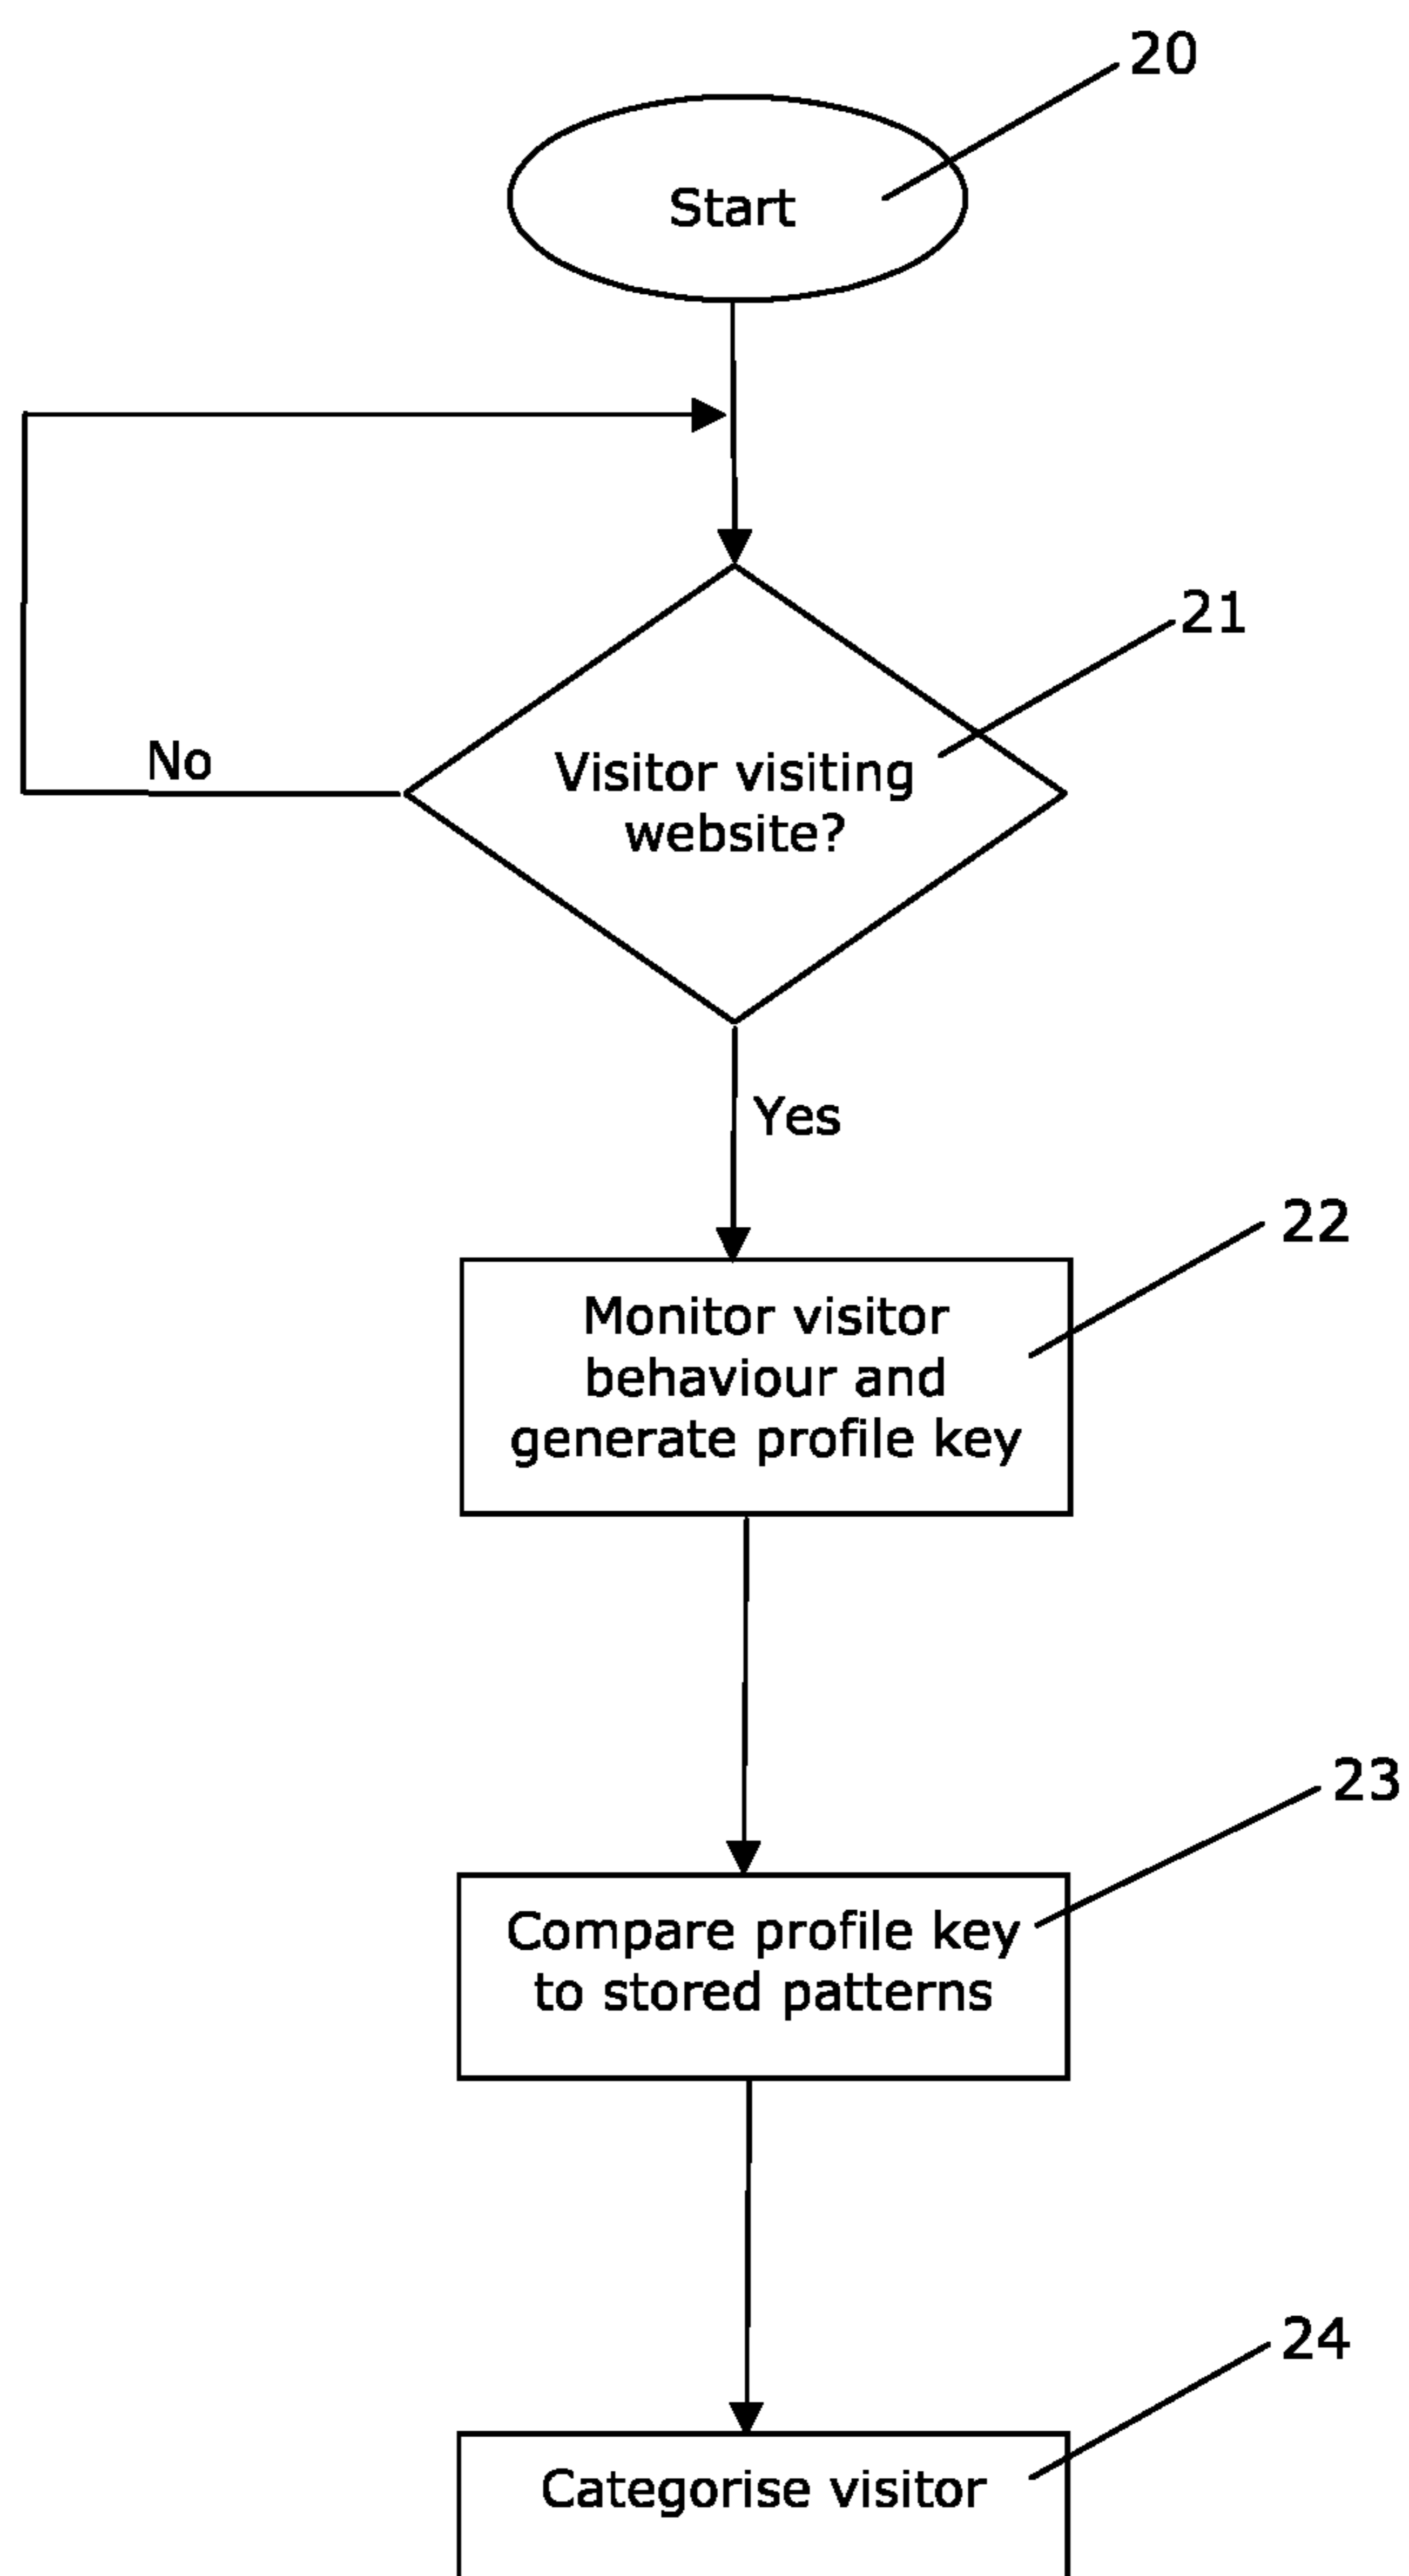 20
Start
21
No
Visitor visiting
website?
Yes
22
Monitor visitor
behaviour and
generate profile key
23
Compare profile key
to stored patterns
24
Categorise visitor